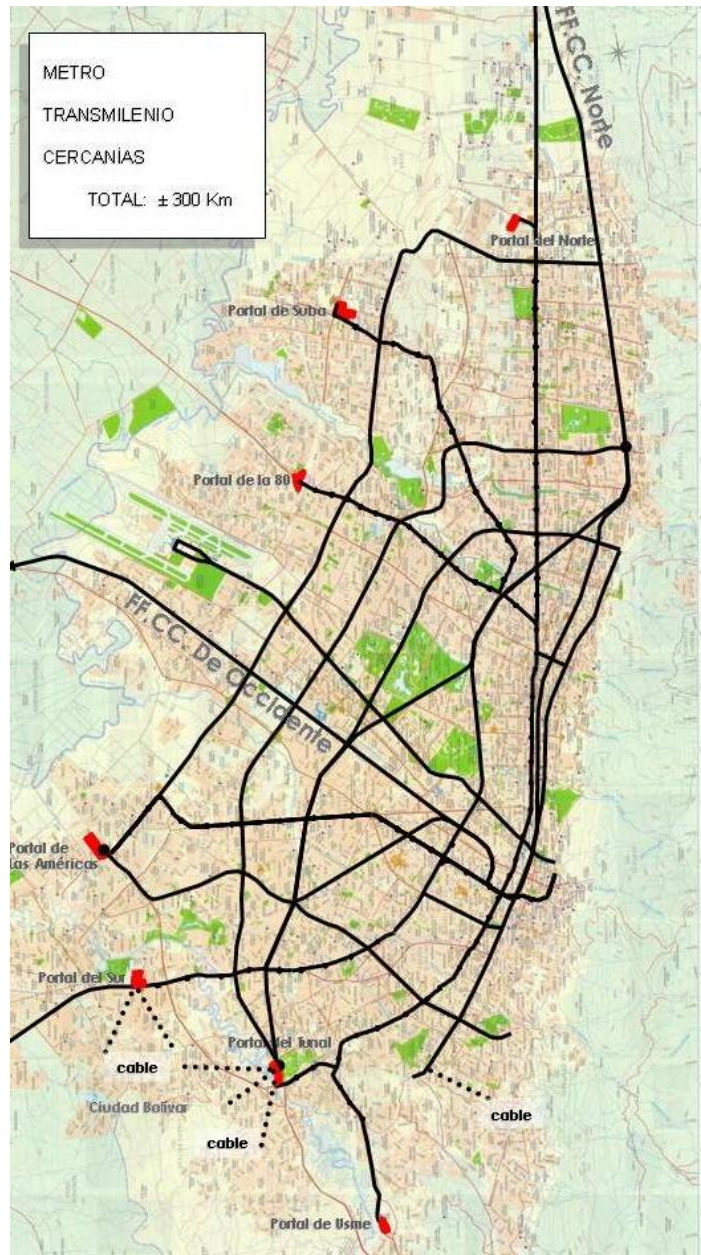 METRO
TRANSMILENIO
CERCANÍAS
TOTAL: ± 300 Km
FF.CC. Norte
Portal del Norte
Portal de Suba
Portal de la 80
FF.CC. De Occidente
Portal de
Las Américas
Portal del Sur
cable
Portal del Tunal
Ciudad Bolívar
cable
cable
Portal de Usme